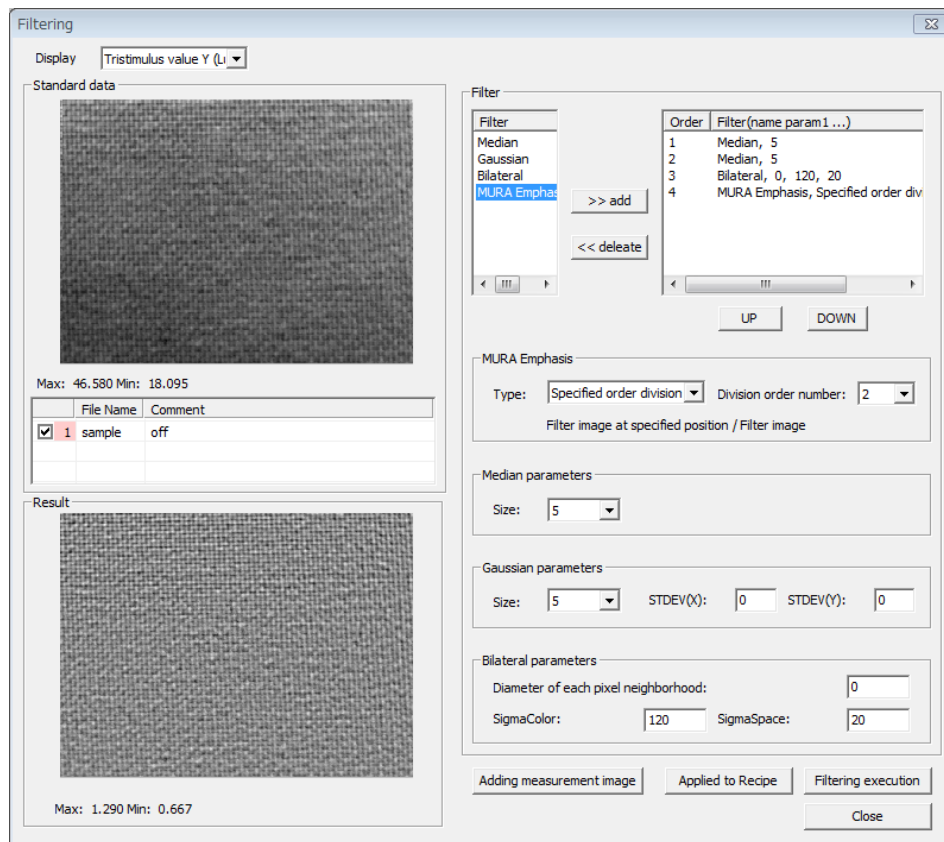 Filtering
Display Tristimulus value Y (Lu
Standard data
Max: 46.580 Min: 18.095
File Name Comment
1 sample off
Result
Max: 1.290 Min: 0.667
Filter
Filter
Median
Gaussian
Bilateral
MURA Emphas
>> add
<< deleate
Order Filter(name param1 ...)
1 Median, 5
2 Median, 5
3 Bilateral, 0, 120, 20
4 MURA Emphasis, Specified order divi
UP DOWN
MURA Emphasis
Type: Specified order division Division order number: 2
Filter image at specified position / Filter image
Median parameters
Size: 5
Gaussian parameters
Size: 5 STDEV(X): 0 STDEV(Y): 0
Bilateral parameters
Diameter of each pixel neighborhood: 0
SigmaColor: 120 SigmaSpace: 20
Adding measurement image Applied to Recipe Filtering execution
Close